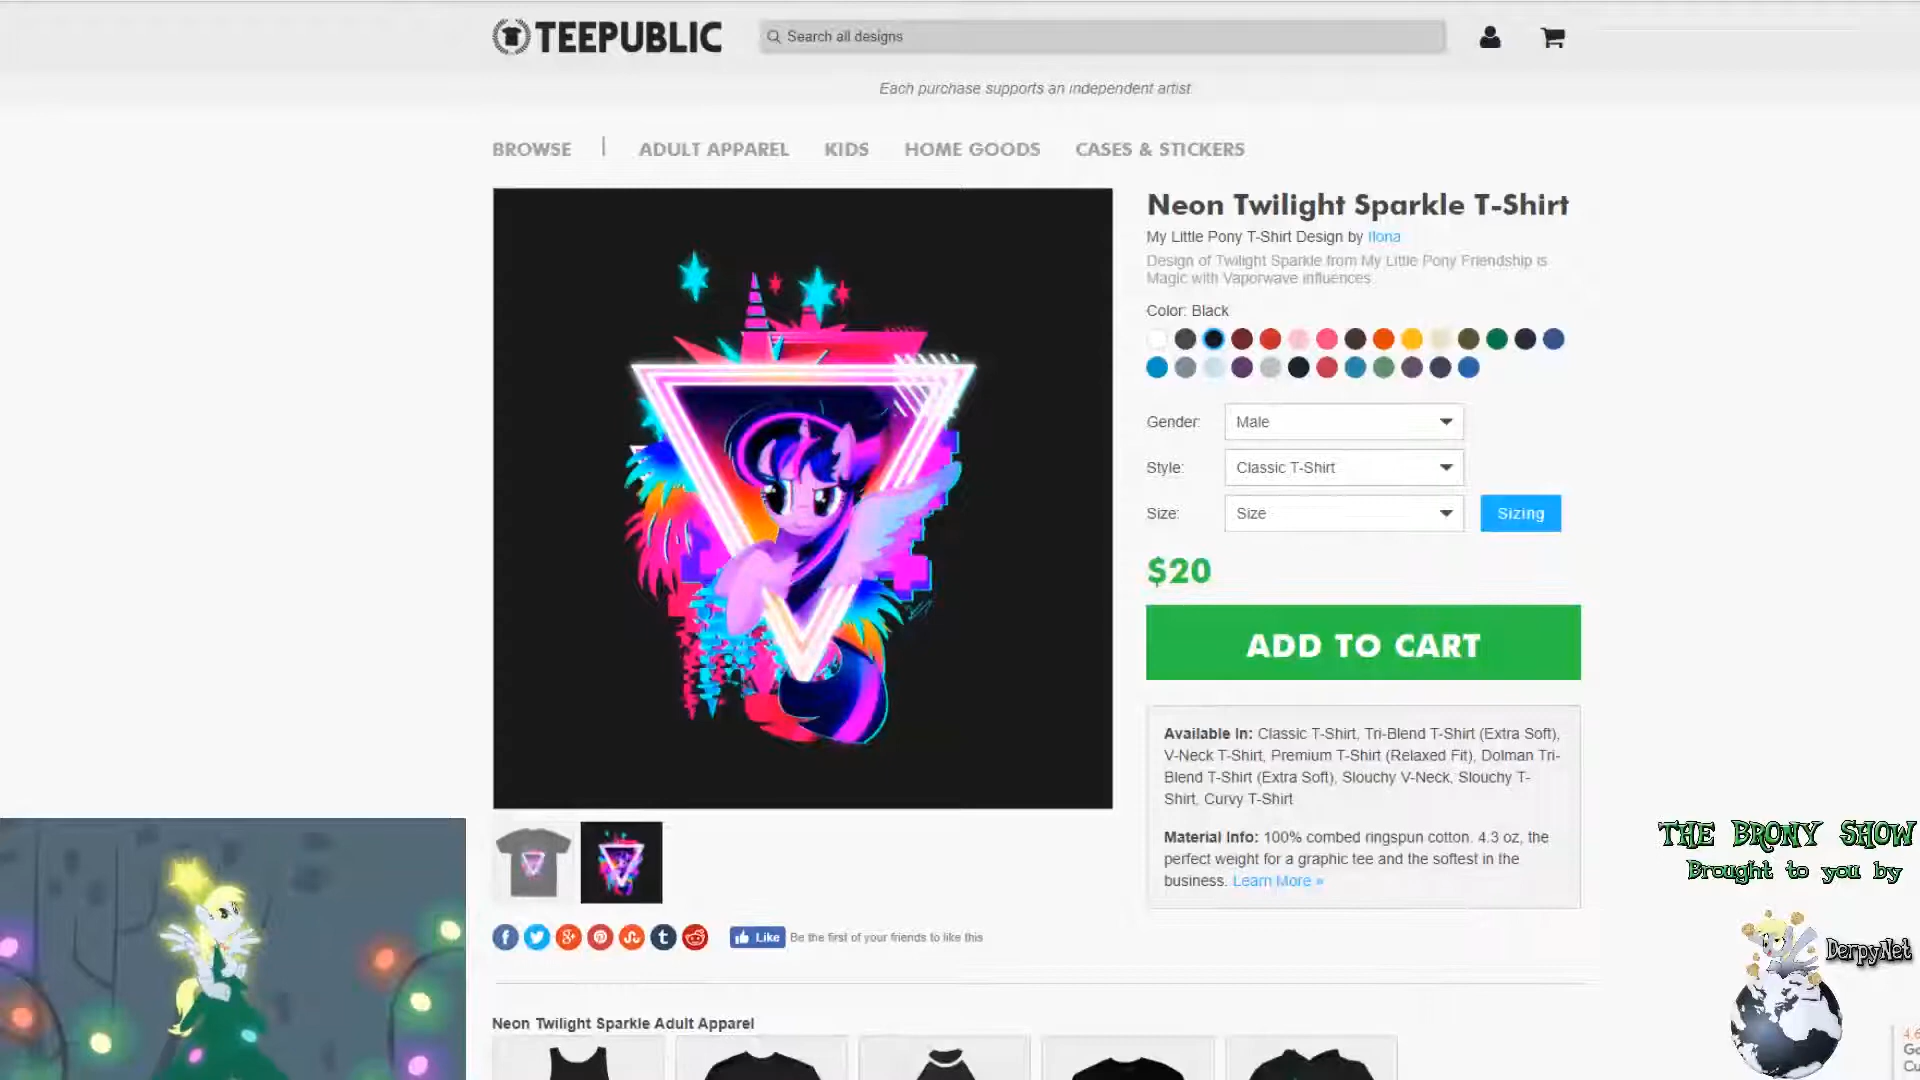 TEEPUBLIC
Search all designs
Each purchase supports an independent artist
BROWSE | ADULT APPAREL KIDS HOME GOODS CASES & STICKERS
Neon Twilight Sparkle T-Shirt
My Little Pony T-Shirt Design by Ilona
Design of Twilight Sparkle from My Little Pony Friendship is
Magic with Vaporwave influences
Color: Black
Gender: Male
Style: Classic T-Shirt
Size: Size Sizing
$20
ADD TO CART
Available In: Classic T-Shirt, Tri-Blend T-Shirt (Extra Soft),
V-Neck T-Shirt, Premium T-Shirt (Relaxed Fit), Dolman Tri-
Blend T-Shirt (Extra Soft), Slouchy V-Neck, Slouchy T-
Shirt, Curvy T-Shirt
Material Info: 100% combed ringspun cotton. 4.3 oz, the
perfect weight for a graphic tee and the softest in the
business. Learn More »
Like Be the first of your friends to like this
Neon Twilight Sparkle Adult Apparel
THE BRONY SHOW
Brought to you by
DerpyNet